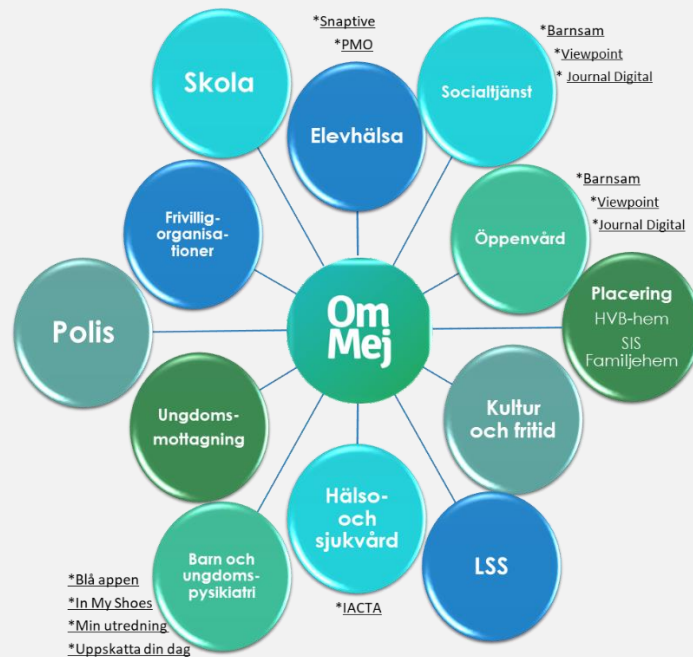 *Snaptive
*PMO
*Barnsam
*Viewpoint
* Journal Digital
Skola
Elevhälsa
Socialtjänst
*Barnsam
*Viewpoint
*Journal Digital
Frivillig-
organisa-
tioner
Öppenvård
Placering
HVB-hem
SIS
Familjehem
Polis
Om
Mej
Ungdoms-
mottagning
Kultur
och fritid
Hälso-
och
sjukvård
Barn och
ungdoms-
pysikiatri
LSS
*Blå appen
*In My Shoes
*Min utredning
*Uppskatta din dag
*IACTA